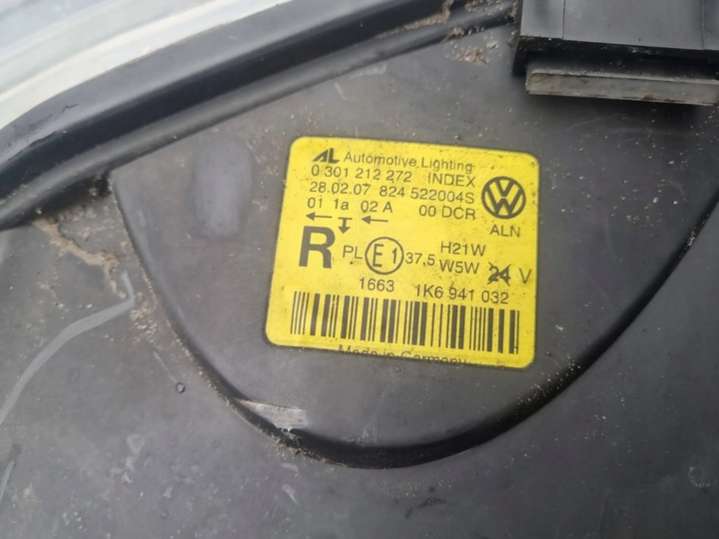 AL Automotive Lighting
0 301 212 272 INDEX
28.02.07 824 522004S
01 1a 02 A 00 DCR
ALN
R PL E1 37,5 H21W
W5W 24 V
1663 1K6 941 032
Made in Germany